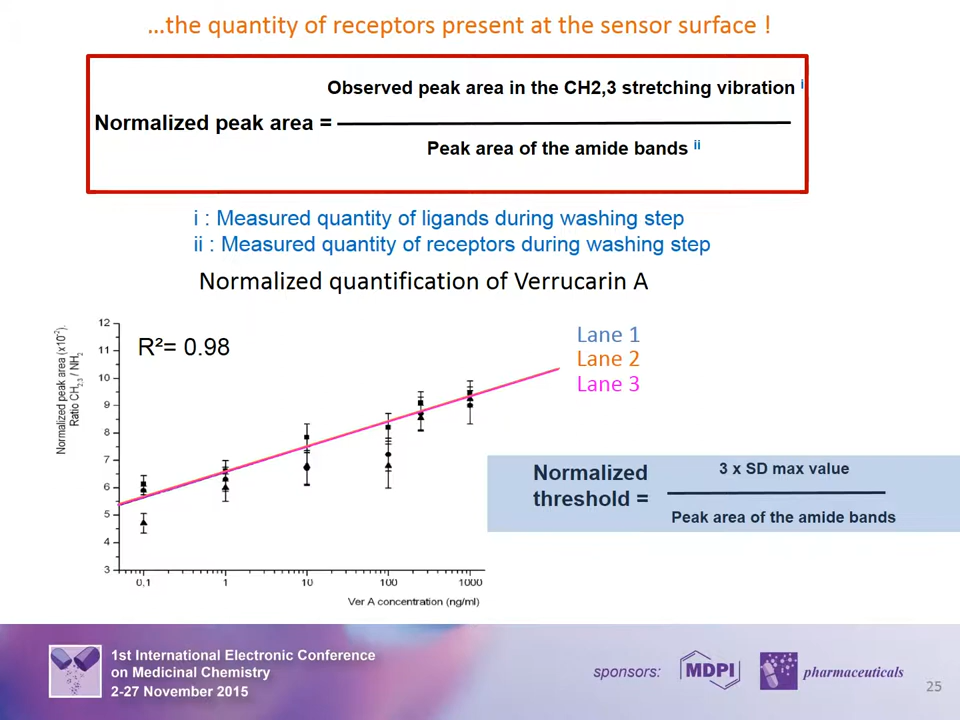 ...the quantity of receptors present at the sensor surface !
Observed peak area in the CH2,3 stretching vibration i
Normalized peak area =
Peak area of the amide bands ii
i : Measured quantity of ligands during washing step
ii : Measured quantity of receptors during washing step
Normalized quantification of Verrucarin A
Normalized peak area (x10⁻²).
Ratio CH₂,₃ / NH₂
12
11
10
9
8
7
6
5
4
3
R²= 0.98
Lane 1
Lane 2
Lane 3
0,1
1
10
100
1000
Ver A concentration (ng/ml)
Normalized
threshold =
3 x SD max value
Peak area of the amide bands
1st International Electronic Conference
on Medicinal Chemistry
2-27 November 2015
sponsors:
MDPI
pharmaceuticals
25